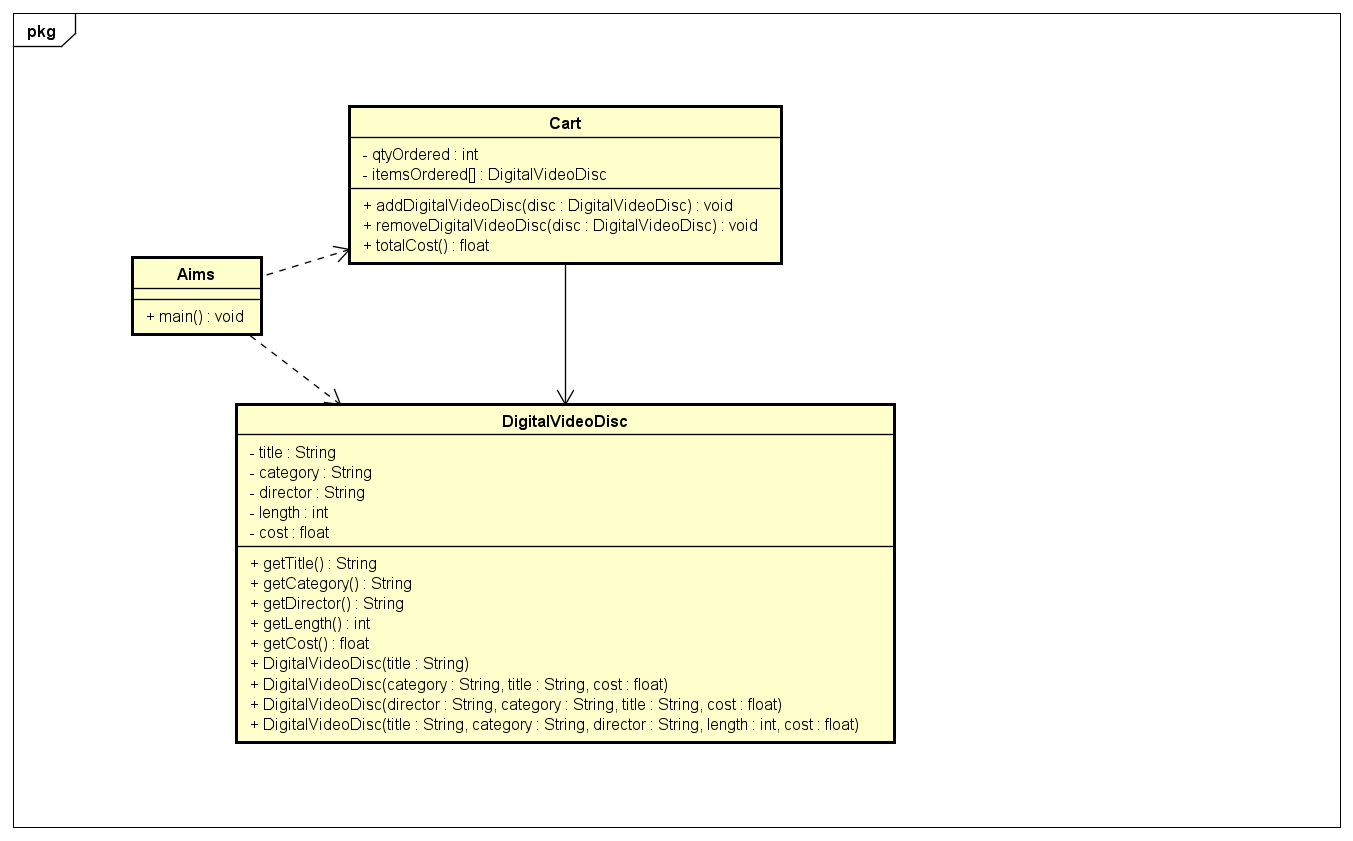 pkg
Cart
- qtyOrdered : int
- itemsOrdered[] : DigitalVideoDisc
+ addDigitalVideoDisc(disc : DigitalVideoDisc) : void
+ removeDigitalVideoDisc(disc : DigitalVideoDisc) : void
+ totalCost() : float
Aims
+ main() : void
DigitalVideoDisc
- title : String
- category : String
- director : String
- length : int
- cost : float
+ getTitle() : String
+ getCategory() : String
+ getDirector() : String
+ getLength() : int
+ getCost() : float
+ DigitalVideoDisc(title : String)
+ DigitalVideoDisc(category : String, title : String, cost : float)
+ DigitalVideoDisc(director : String, category : String, title : String, cost : float)
+ DigitalVideoDisc(title : String, category : String, director : String, length : int, cost : float)